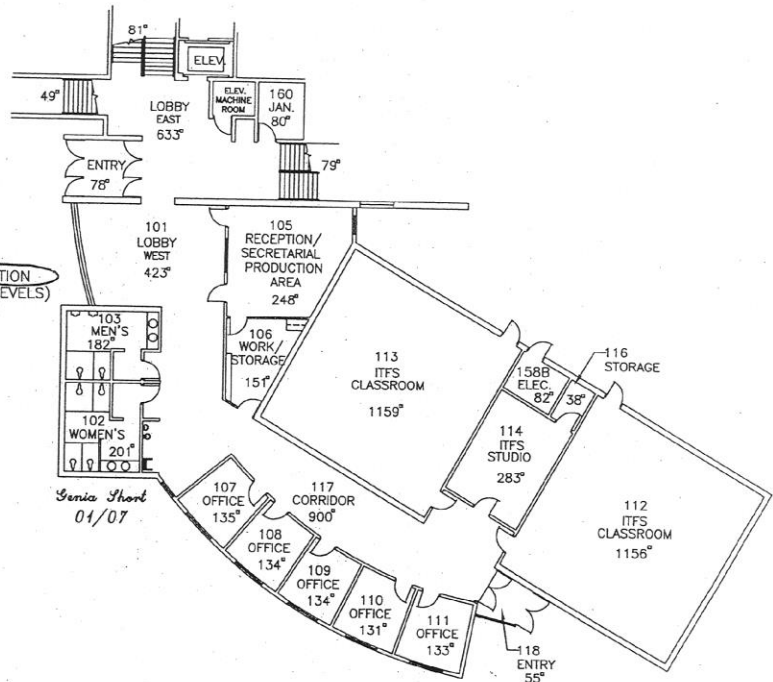 81▫
ELEV.
49▫
LOBBY
EAST
633▫
ELEV.
MACHINE
ROOM
160
JAN.
80▫
ENTRY
78▫
79▫
101
LOBBY
WEST
423▫
105
RECEPTION/
SECRETARIAL
PRODUCTION
AREA
248▫
TION
EVELS)
103
MEN'S
182▫
106
WORK/
STORAGE
151▫
113
ITFS
CLASSROOM
1159▫
158B
ELEC.
82▫
116
STORAGE
38▫
114
ITFS
STUDIO
283▫
102
WOMEN'S
201▫
Genia Short
01/07
107
OFFICE
135▫
117
CORRIDOR
900▫
108
OFFICE
134▫
109
OFFICE
134▫
110
OFFICE
131▫
111
OFFICE
133▫
112
ITFS
CLASSROOM
1156▫
118
ENTRY
55▫